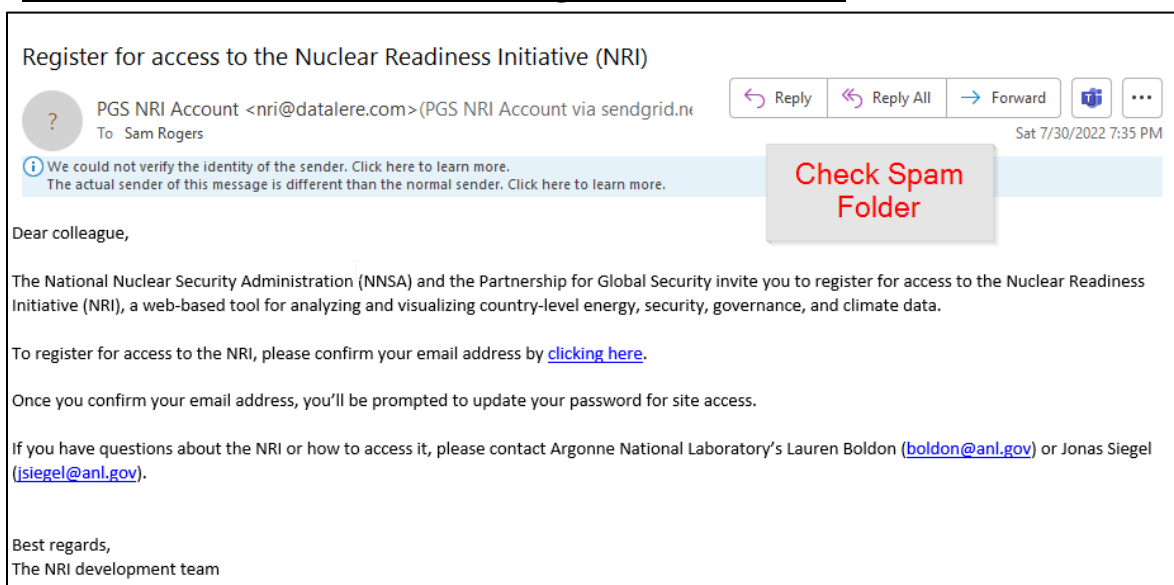 Register for access to the Nuclear Readiness Initiative (NRI)
?
PGS NRI Account <nri@datalere.com>(PGS NRI Account via sendgrid.ne
To Sam Rogers
Reply Reply All Forward
Sat 7/30/2022 7:35 PM
We could not verify the identity of the sender. Click here to learn more.
The actual sender of this message is different than the normal sender. Click here to learn more.
Check Spam
Folder
Dear colleague,
The National Nuclear Security Administration (NNSA) and the Partnership for Global Security invite you to register for access to the Nuclear Readiness
Initiative (NRI), a web-based tool for analyzing and visualizing country-level energy, security, governance, and climate data.
To register for access to the NRI, please confirm your email address by clicking here.
Once you confirm your email address, you’ll be prompted to update your password for site access.
If you have questions about the NRI or how to access it, please contact Argonne National Laboratory’s Lauren Boldon (boldon@anl.gov) or Jonas Siegel
(jsiegel@anl.gov).
Best regards,
The NRI development team